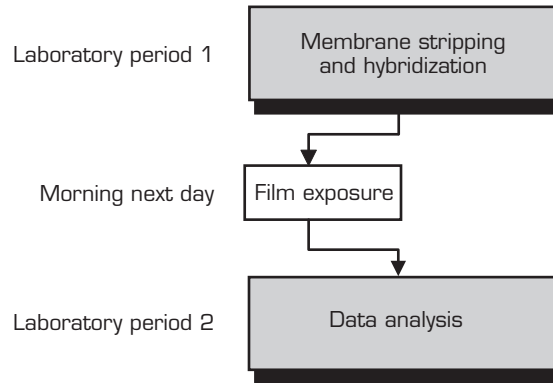 Laboratory period 1
Membrane stripping
and hybridization
Morning next day
Film exposure
Laboratory period 2
Data analysis